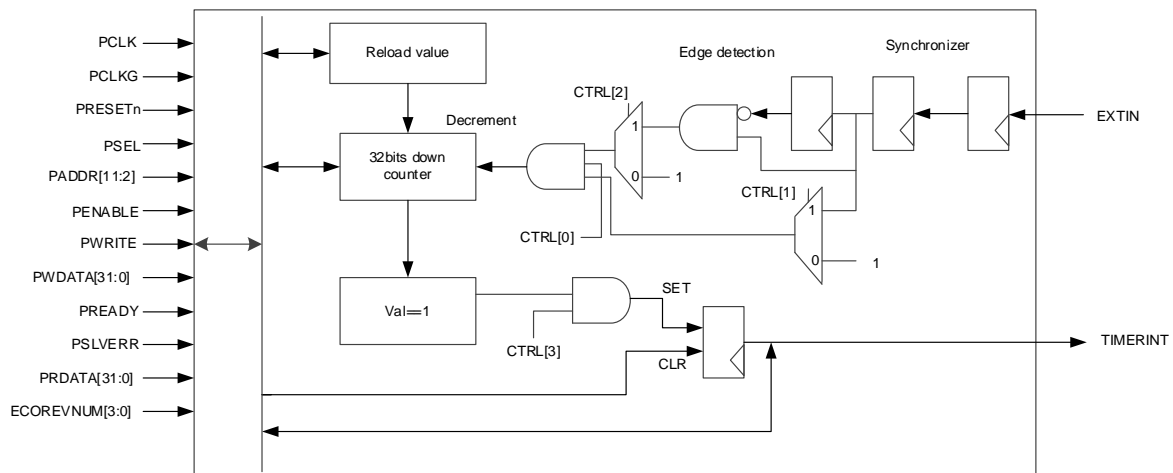 PCLK
PCLKG
PRESETn
PSEL
PADDR[11:2]
PENABLE
PWRITE
PWDATA[31:0]
PREADY
PSLVERR
PRDATA[31:0]
ECOREVNUM[3:0]
Reload value
Decrement
32bits down
counter
Val==1
Edge detection
Synchronizer
CTRL[2]
1
0
1
CTRL[1]
1
0
1
CTRL[0]
EXTIN
CTRL[3]
SET
CLR
TIMERINT